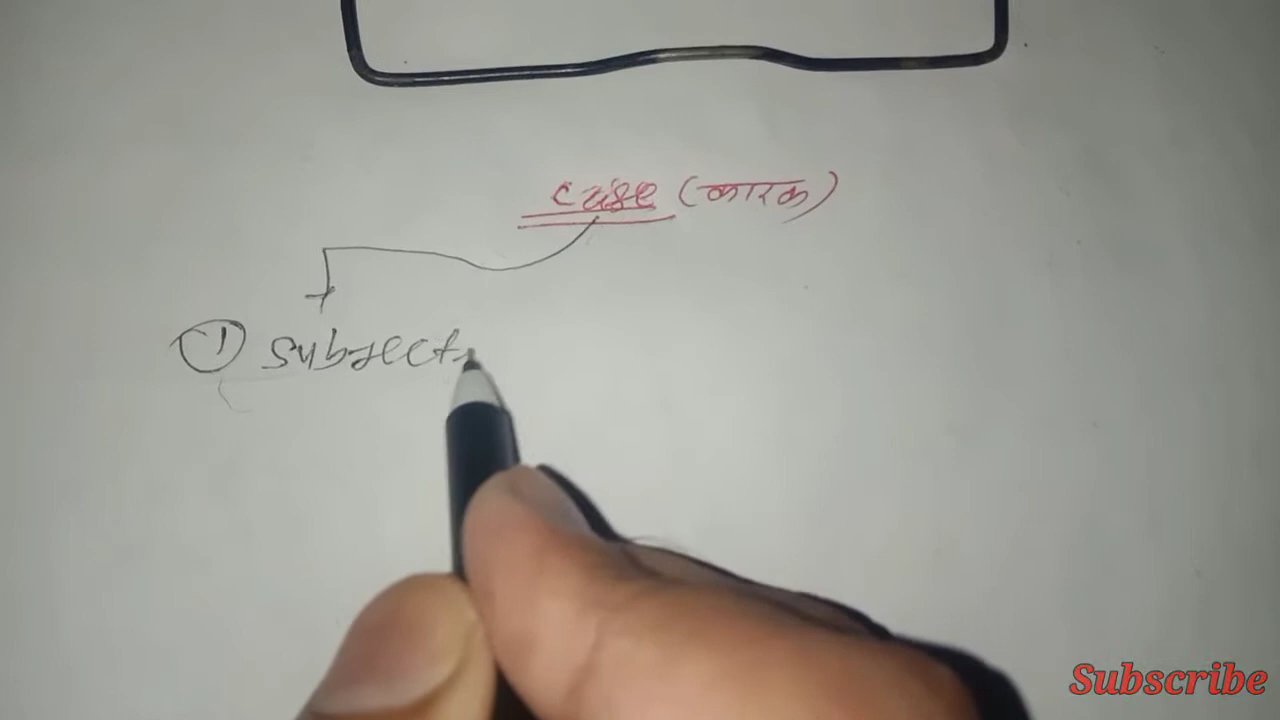 case (कारक)
① Subject
Subscribe